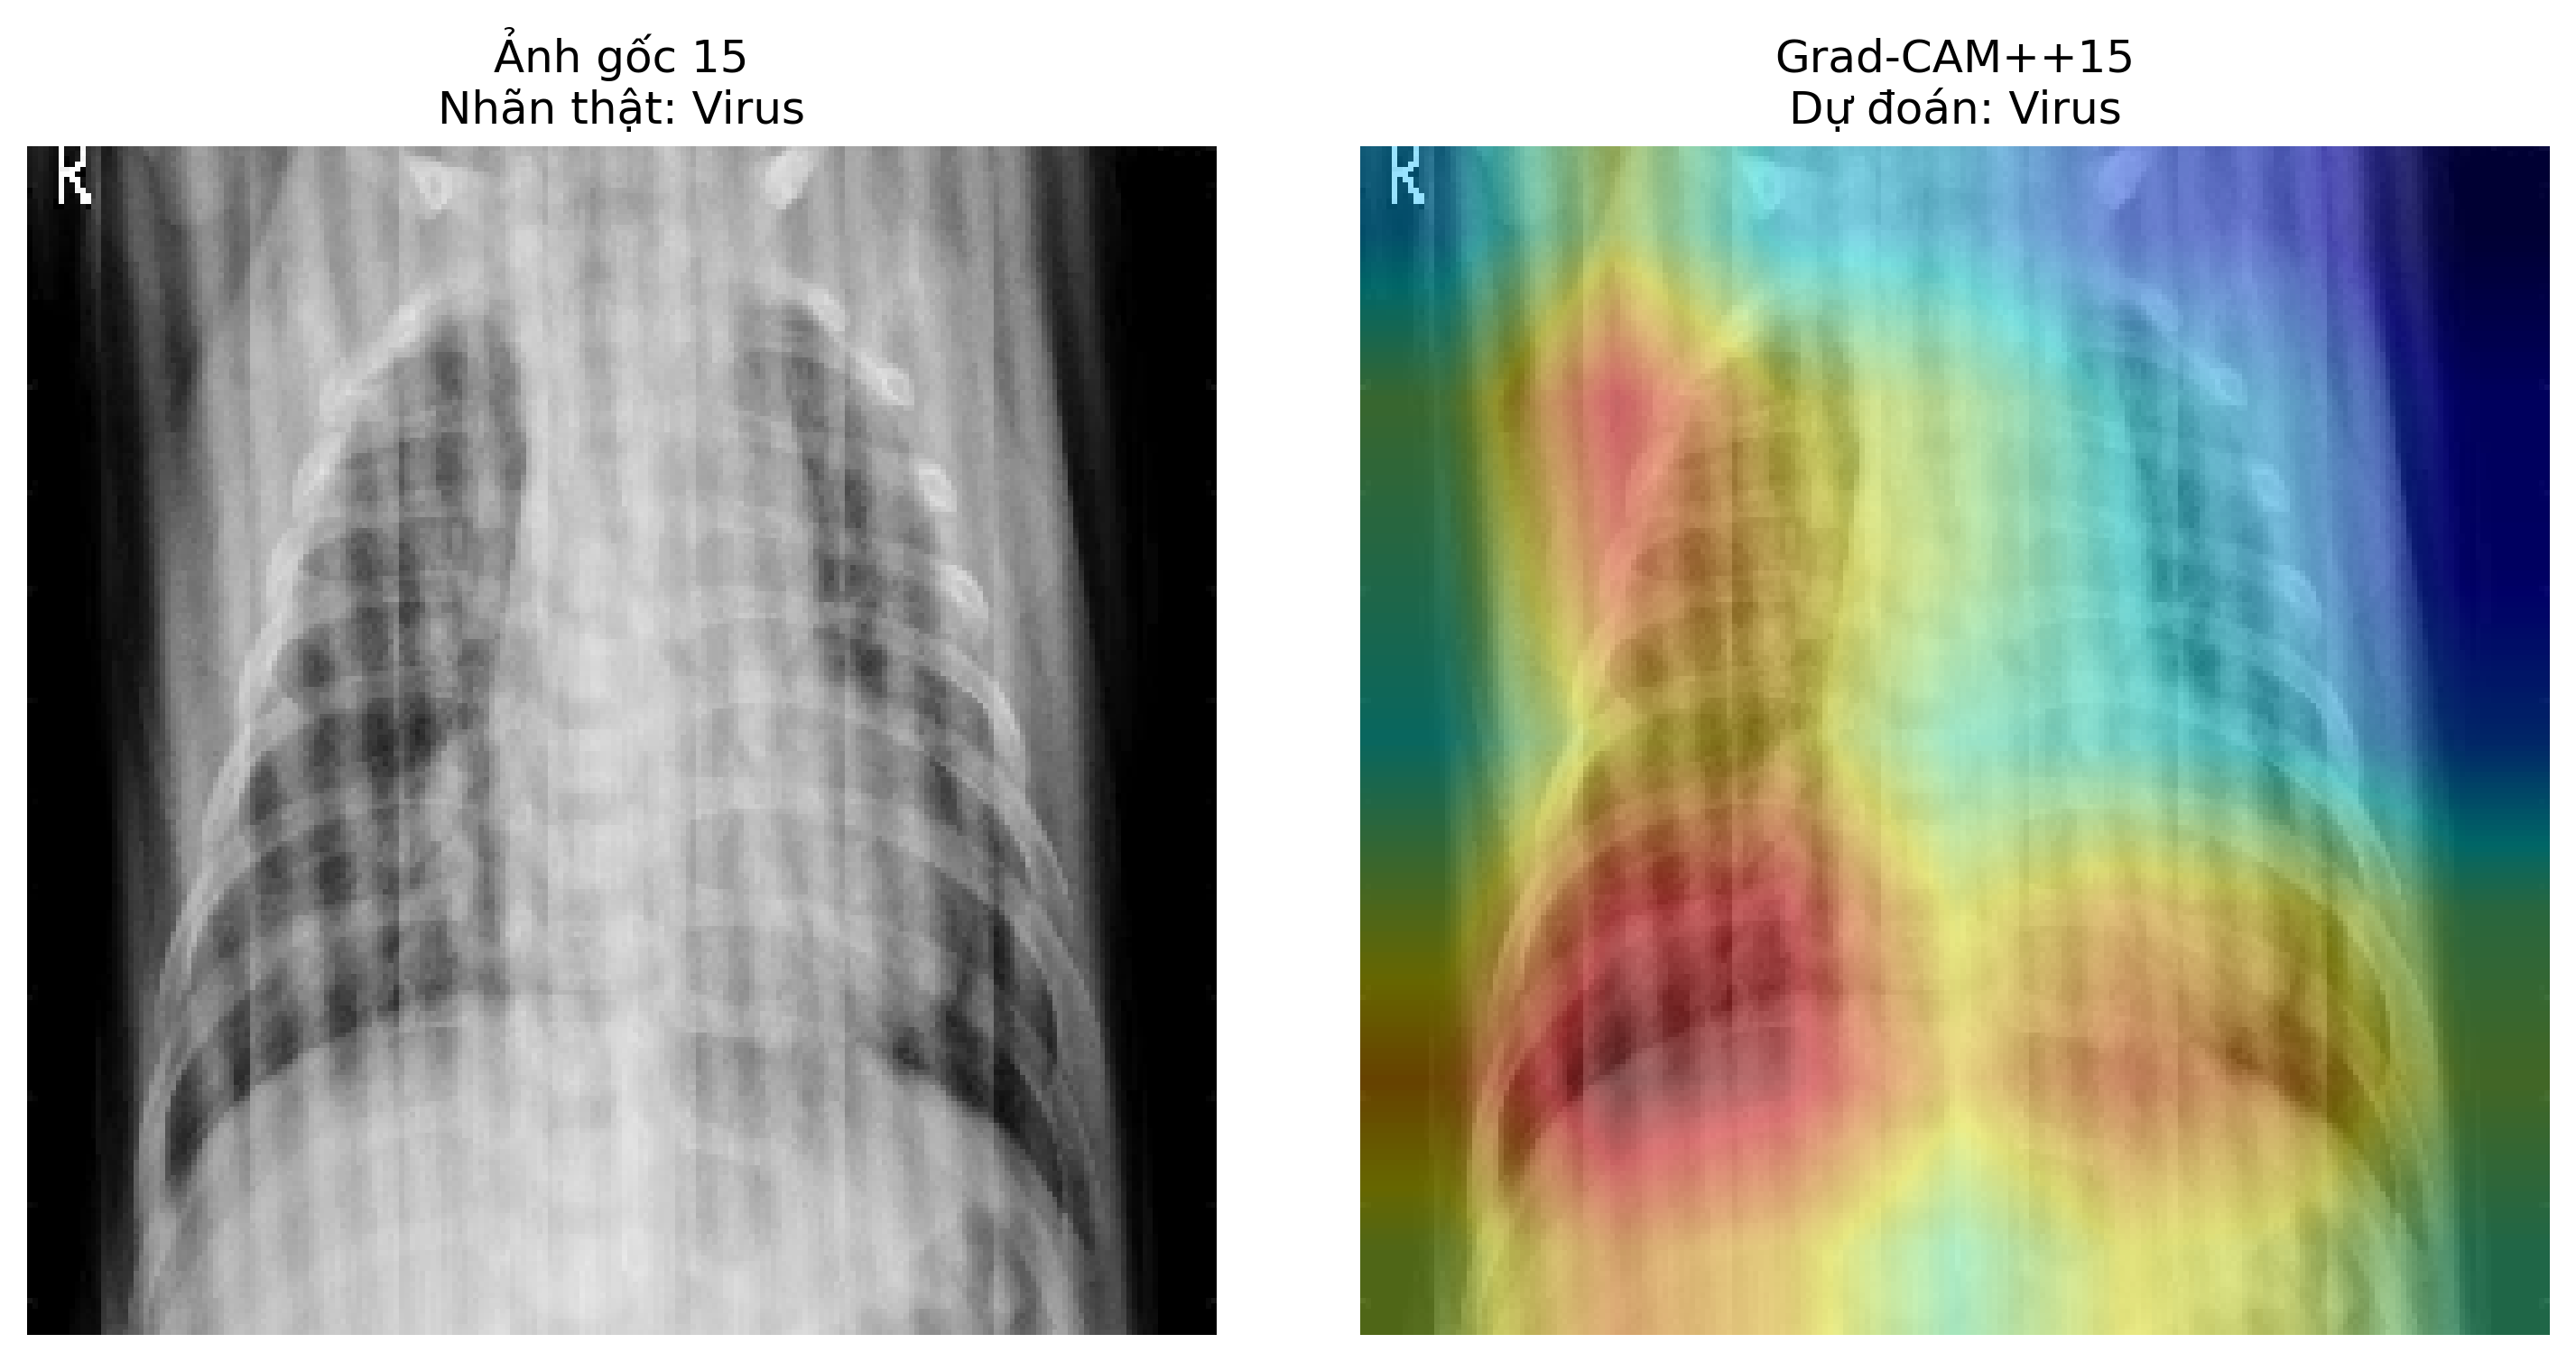 Ảnh gốc 15
Nhãn thật: Virus
Grad-CAM++15
Dự đoán: Virus
R
R